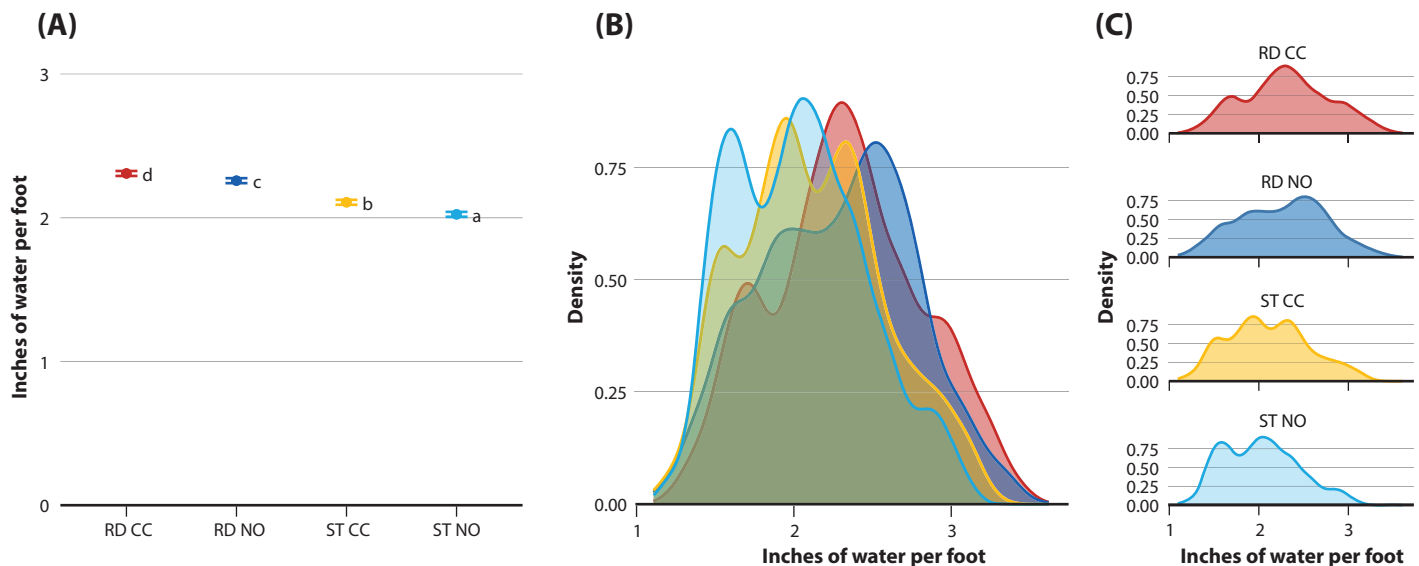 (A)
Inches of water per foot
3
2
1
0
d
c
b
a
RD CC
RD NO
ST CC
ST NO
(B)
Density
0.75
0.50
0.25
0.00
1
2
3
Inches of water per foot
(C)
Density
RD CC
0.75
0.50
0.25
0.00
RD NO
0.75
0.50
0.25
0.00
ST CC
0.75
0.50
0.25
0.00
ST NO
0.75
0.50
0.25
0.00
1
2
3
Inches of water per foot